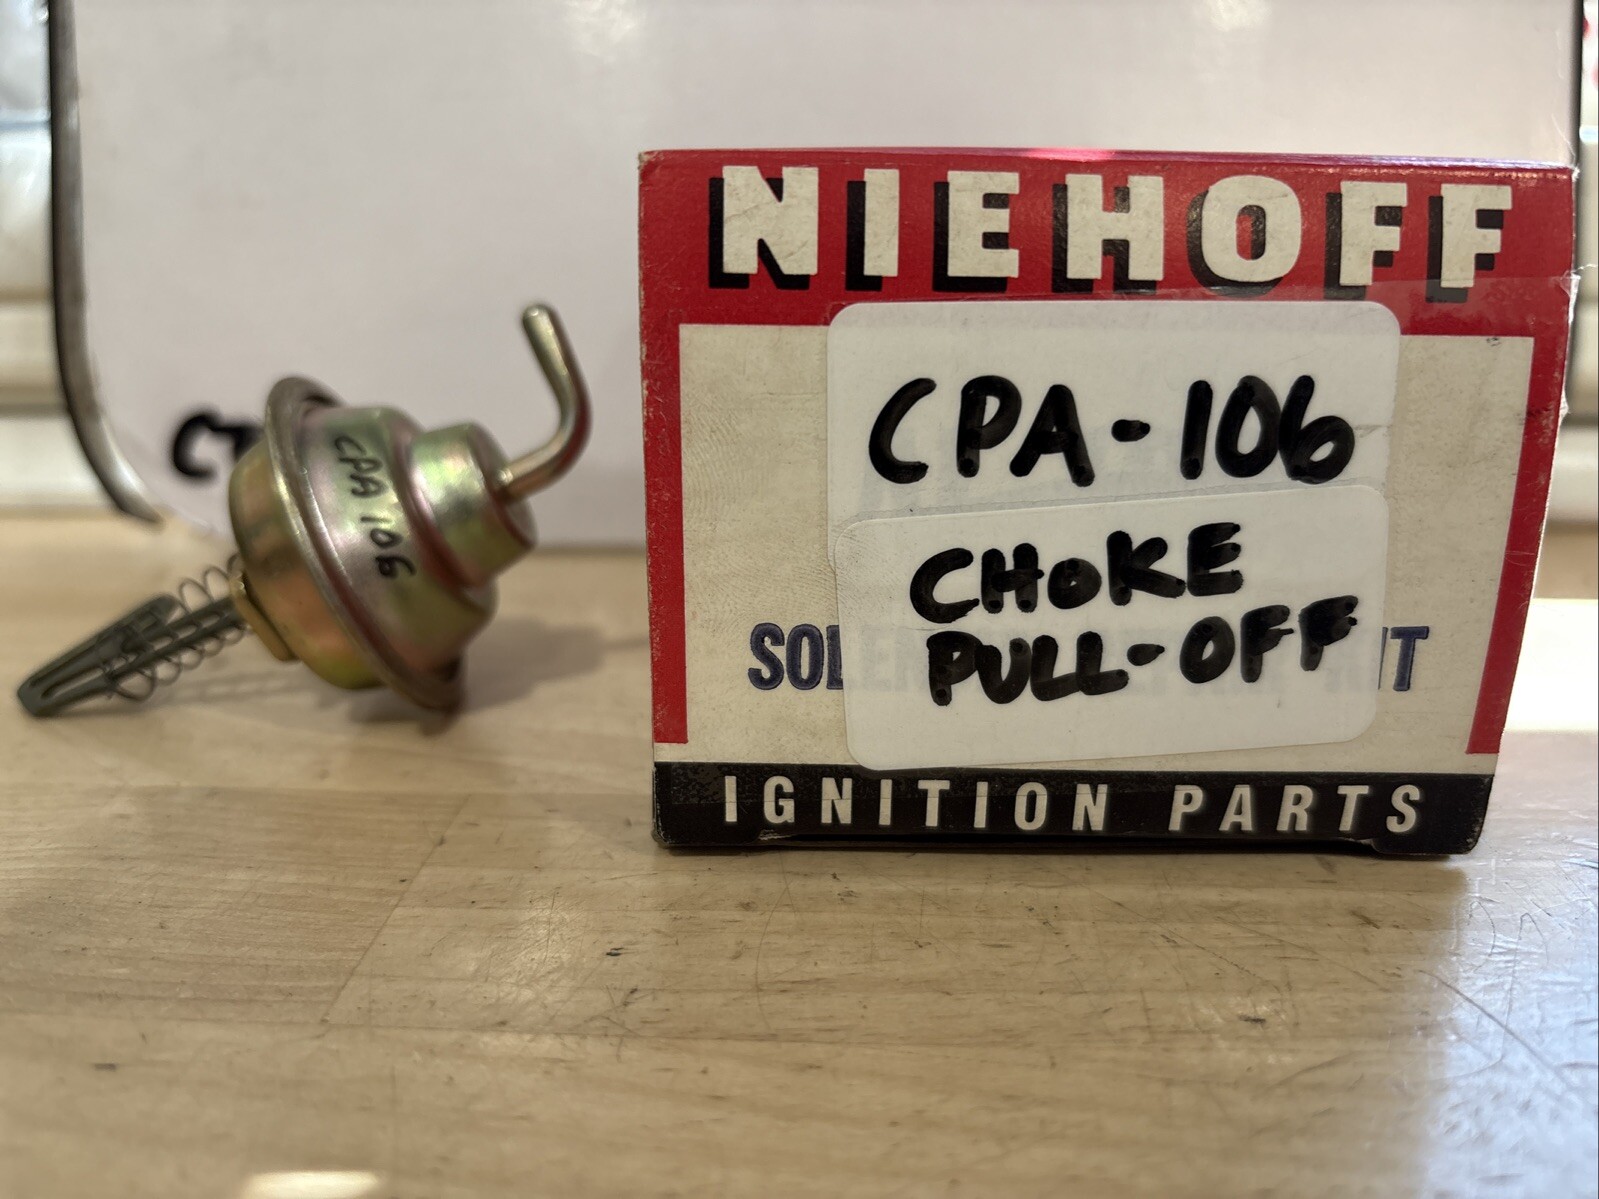 NIEHOFF
CPA-106
CHOKE
PULL-OFF
IGNITION PARTS
CPA 106